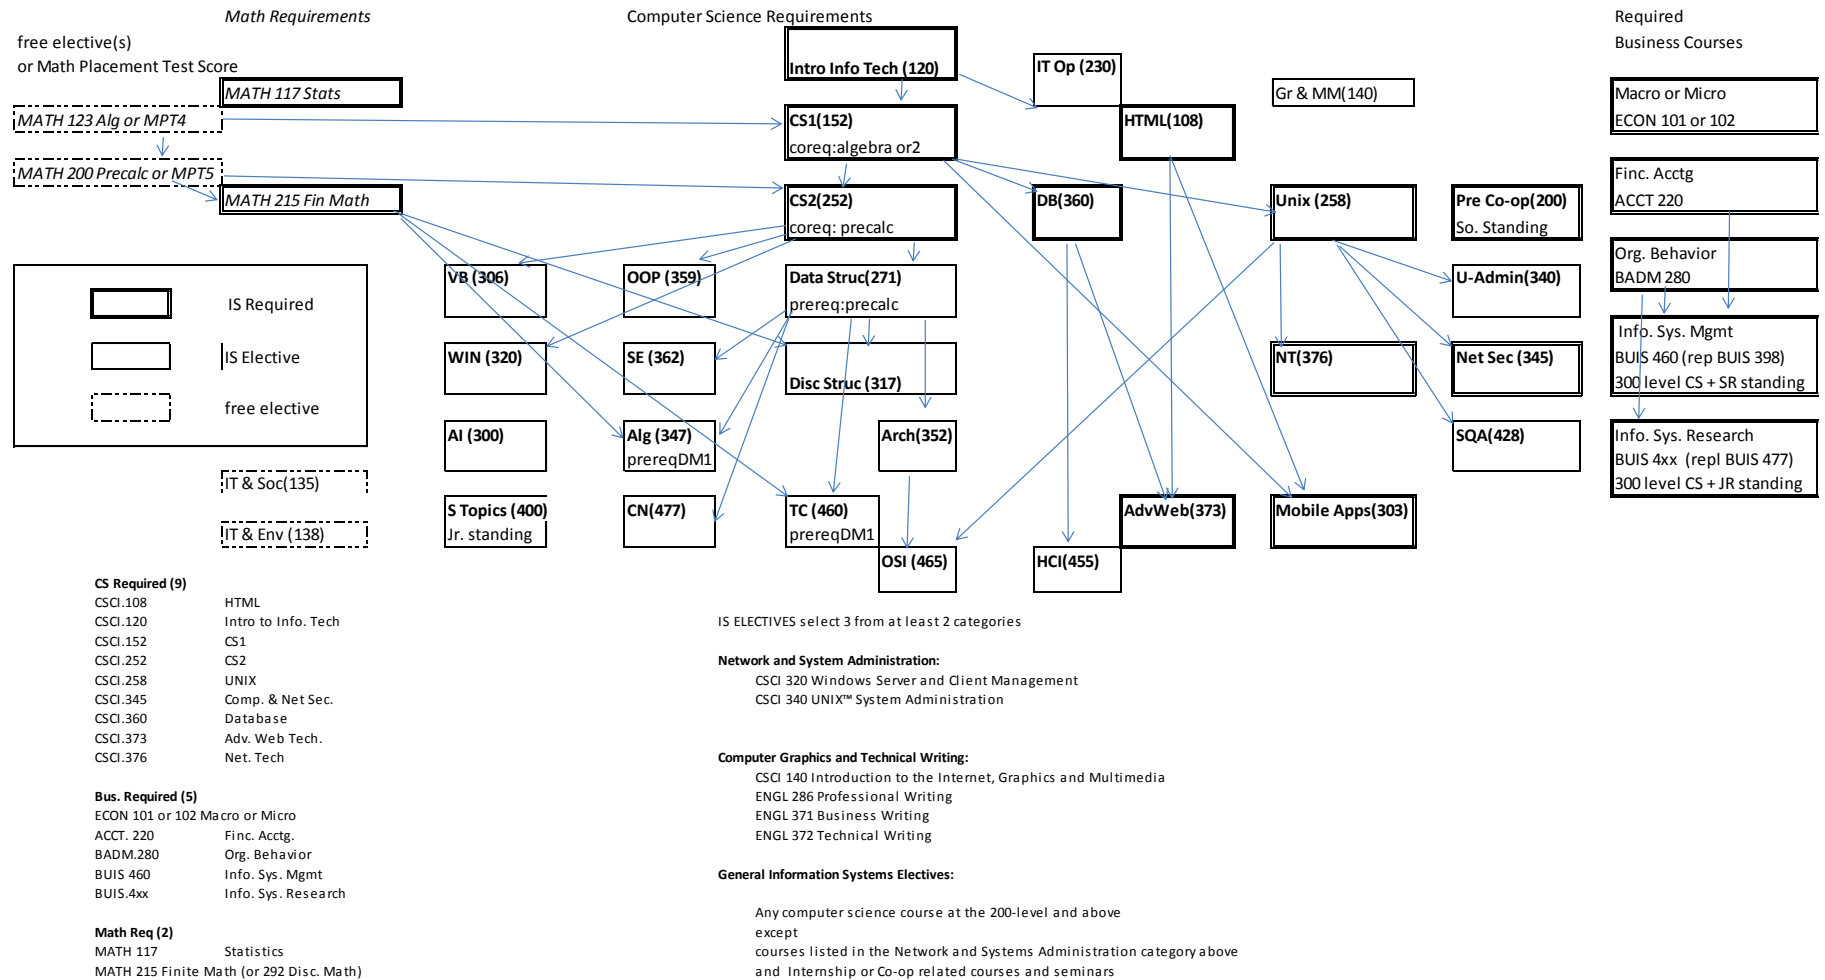 Math Requirements
Computer Science Requirements
Required
Business Courses
free elective(s)
or Math Placement Test Score
Intro Info Tech (120)
IT Op (230)
MATH 117 Stats
Gr & MM(140)
Macro or Micro
ECON 101 or 102
MATH 123 Alg or MPT4
CS1(152)
coreq:algebra or2
HTML(108)
MATH 200 Precalc or MPT5
Finc. Acctg
ACCT 220
MATH 215 Fin Math
CS2(252)
coreq: precalc
DB(360)
Unix (258)
Pre Co-op(200)
So. Standing
Org. Behavior
BADM 280
VB (306)
OOP (359)
Data Struc(271)
prereq:precalc
U-Admin(340)
IS Required
IS Elective
free elective
WIN (320)
SE (362)
Disc Struc (317)
NT(376)
Net Sec (345)
Info. Sys. Mgmt
BUIS 460 (rep BUIS 398)
300 level CS + SR standing
AI (300)
Alg (347)
prereqDM1
Arch(352)
SQA(428)
Info. Sys. Research
BUIS 4xx (repl BUIS 477)
300 level CS + JR standing
IT & Soc(135)
S Topics (400)
Jr. standing
CN(477)
TC (460)
prereqDM1
AdvWeb(373)
Mobile Apps(303)
IT & Env (138)
OSI (465)
HCI(455)
CS Required (9)
CSCI.108 HTML
CSCI.120 Intro to Info. Tech
CSCI.152 CS1
CSCI.252 CS2
CSCI.258 UNIX
CSCI.345 Comp. & Net Sec.
CSCI.360 Database
CSCI.373 Adv. Web Tech.
CSCI.376 Net. Tech
Bus. Required (5)
ECON 101 or 102 Macro or Micro
ACCT. 220 Finc. Acctg.
BADM.280 Org. Behavior
BUIS 460 Info. Sys. Mgmt
BUIS.4xx Info. Sys. Research
Math Req (2)
MATH 117 Statistics
MATH 215 Finite Math (or 292 Disc. Math)
IS ELECTIVES select 3 from at least 2 categories
Network and System Administration:
CSCI 320 Windows Server and Client Management
CSCI 340 UNIX™ System Administration
Computer Graphics and Technical Writing:
CSCI 140 Introduction to the Internet, Graphics and Multimedia
ENGL 286 Professional Writing
ENGL 371 Business Writing
ENGL 372 Technical Writing
General Information Systems Electives:
Any computer science course at the 200-level and above
except
courses listed in the Network and Systems Administration category above
and Internship or Co-op related courses and seminars